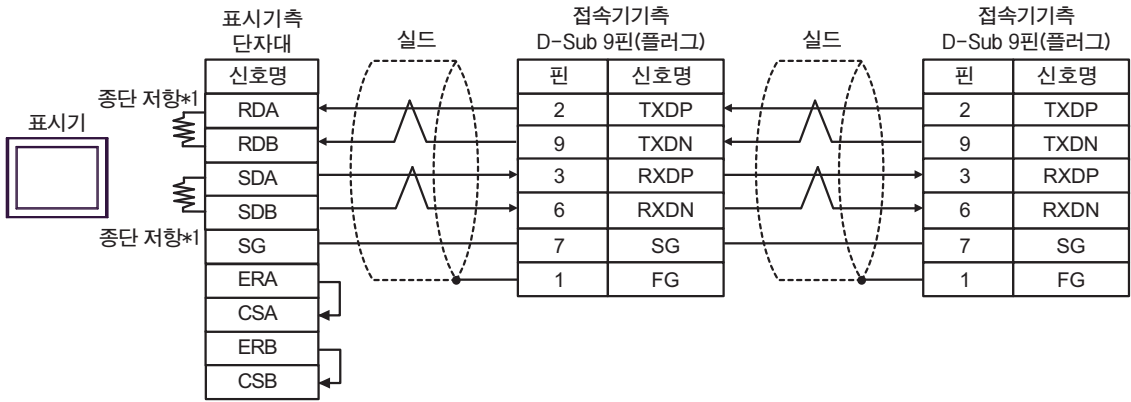 표시기
표시기측
단자대
신호명
종단 저항*1
RDA
RDB
SDA
SDB
종단 저항*1
SG
ERA
CSA
ERB
CSB
실드
접속기기측
D-Sub 9핀(플러그)
핀 신호명
2 TXDP
9 TXDN
3 RXDP
6 RXDN
7 SG
1 FG
실드
접속기기측
D-Sub 9핀(플러그)
핀 신호명
2 TXDP
9 TXDN
3 RXDP
6 RXDN
7 SG
1 FG